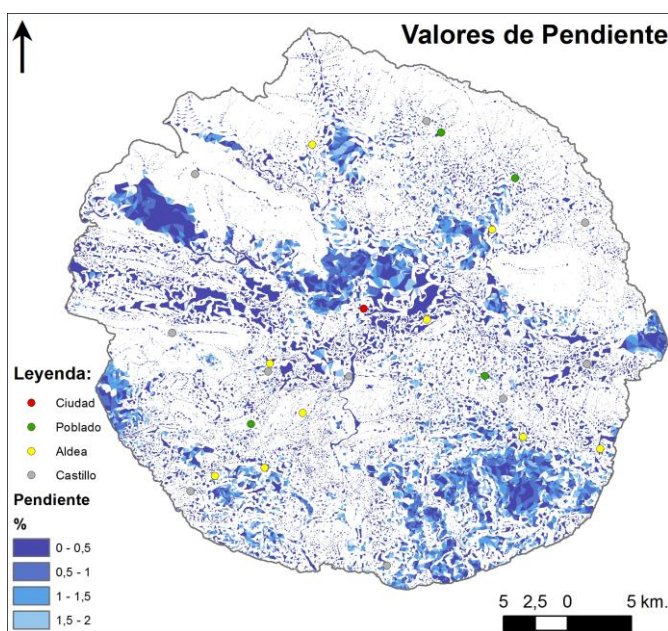 Valores de Pendiente
Leyenda:
Ciudad
Poblado
Aldea
Castillo
Pendiente
%
0 - 0,5
0,5 - 1
1 - 1,5
1,5 - 2
5 2,5 0 5 km.